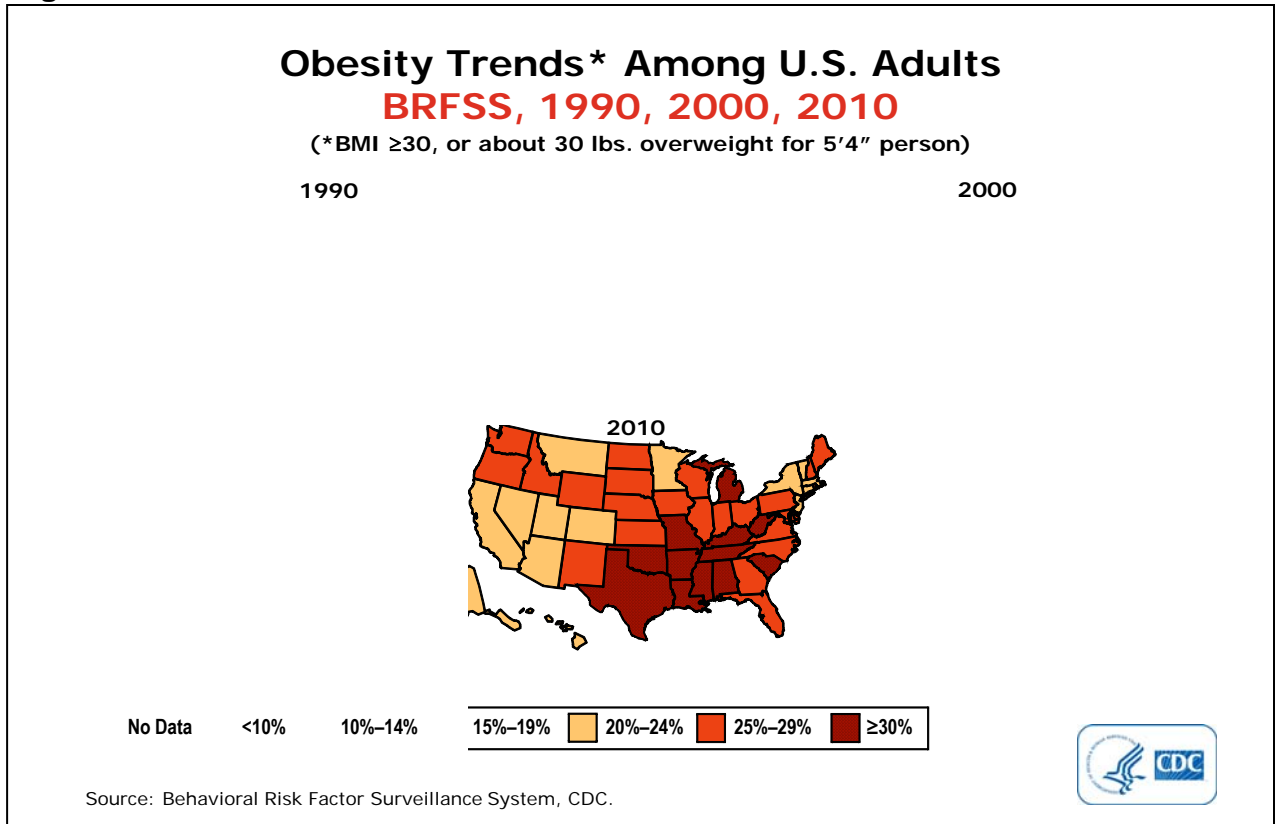 Obesity Trends* Among U.S. Adults
BRFSS, 1990, 2000, 2010
(*BMI ≥30, or about 30 lbs. overweight for 5’4” person)
1990 2000
2010
No Data <10% 10%–14% 15%–19% 20%–24% 25%–29% ≥30%
CDC
Source: Behavioral Risk Factor Surveillance System, CDC.